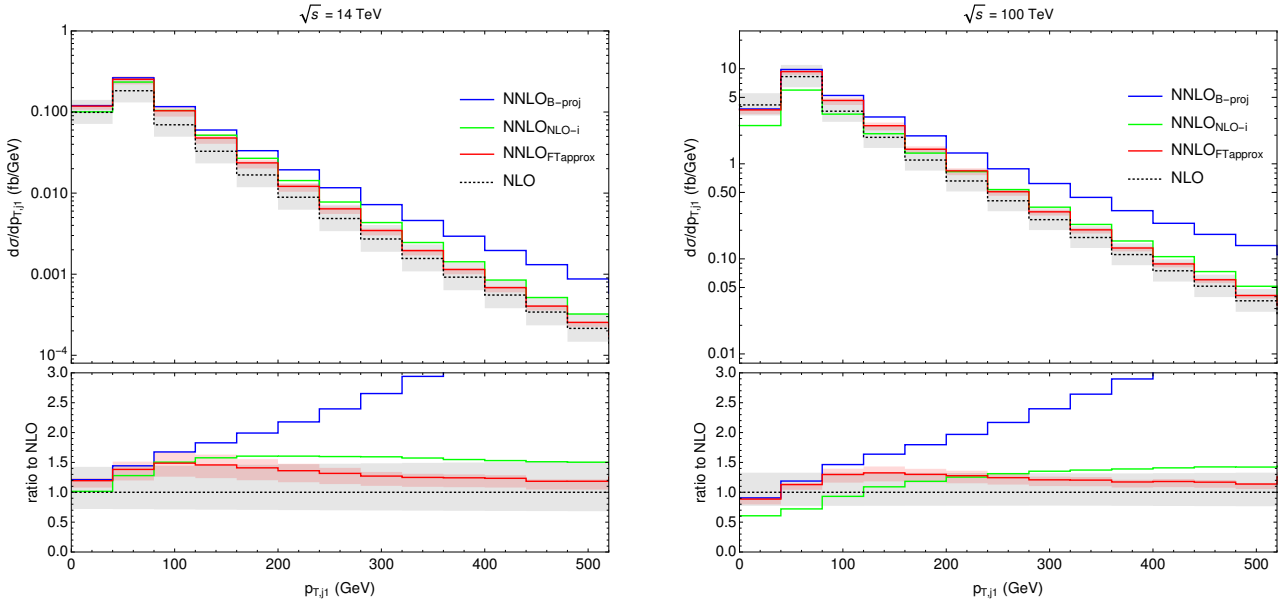 √s = 14 TeV
dσ/dp_T,j1 (fb/GeV)
1
0.100
0.010
0.001
10^-4
NNLO_B-proj
NNLO_NLO-i
NNLO_FTapprox
NLO
ratio to NLO
3.0
2.5
2.0
1.5
1.0
0.5
0.0
0 100 200 300 400 500
p_T,j1 (GeV)
√s = 100 TeV
dσ/dp_T,j1 (fb/GeV)
10
5
1
0.50
0.10
0.05
0.01
NNLO_B-proj
NNLO_NLO-i
NNLO_FTapprox
NLO
ratio to NLO
3.0
2.5
2.0
1.5
1.0
0.5
0.0
0 100 200 300 400 500
p_T,j1 (GeV)